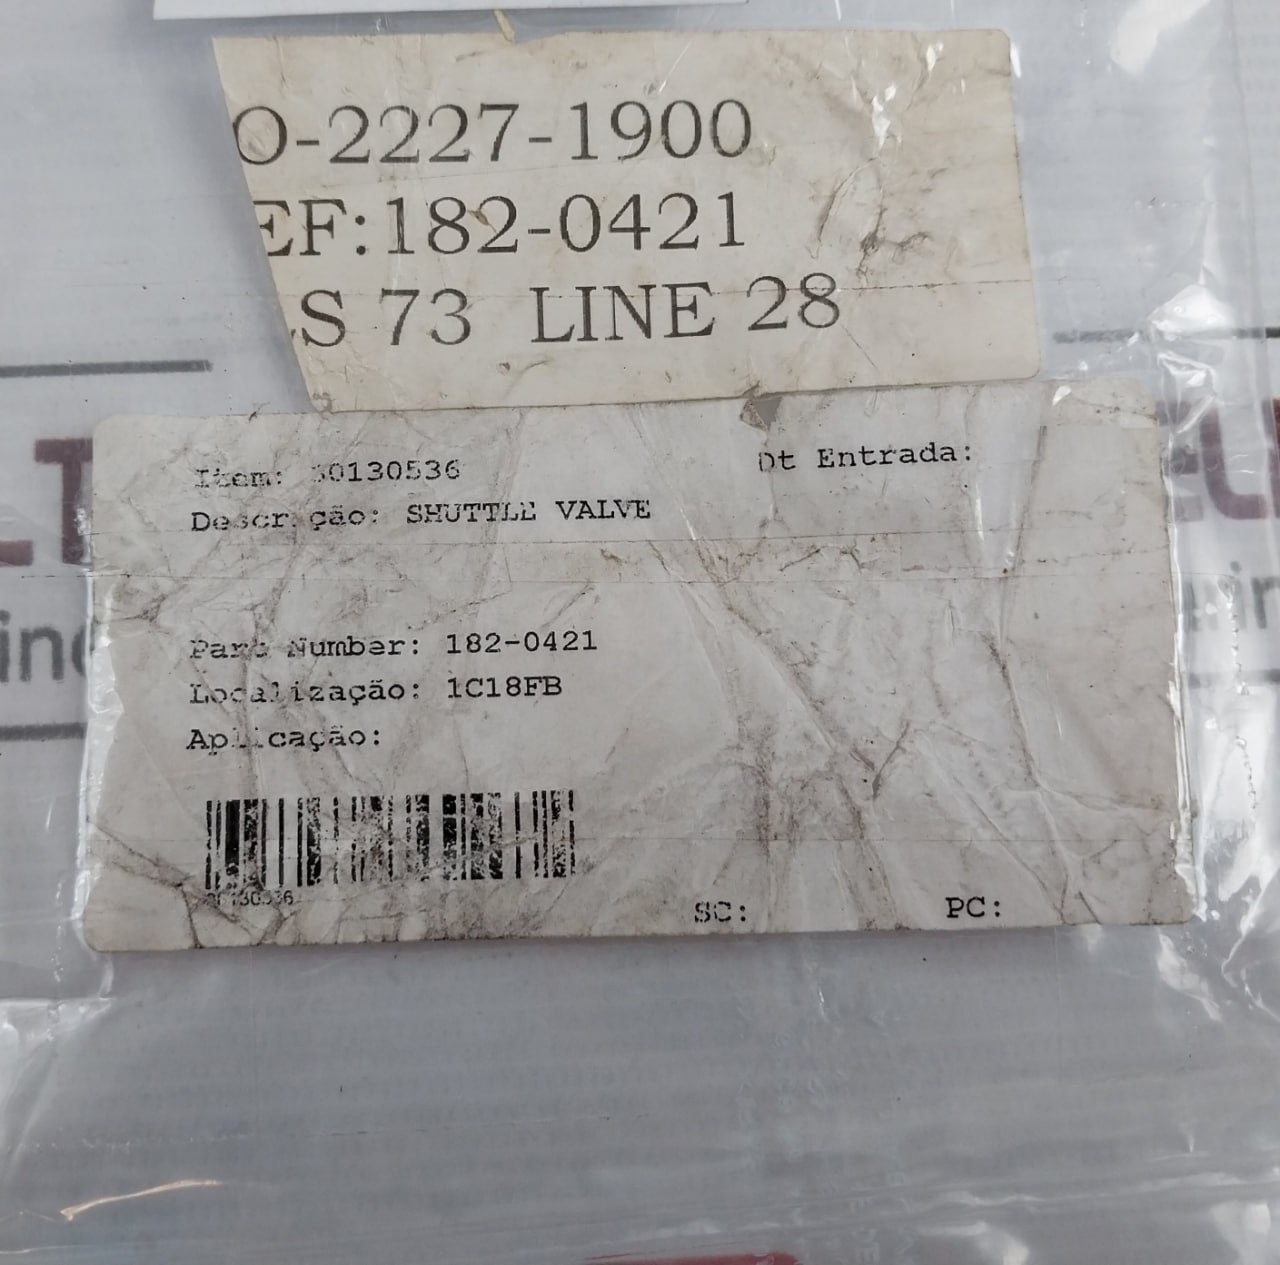 O-2227-1900
EF:182-0421
S 73 LINE 28
Item: 30130536
Dt Entrada:
Descrição: SHUTTLE VALVE
Part Number: 182-0421
Localização: 1C18FB
Aplicação:
SC:
PC: